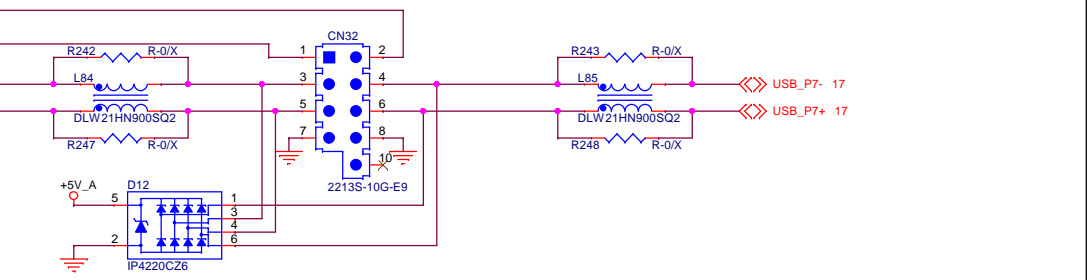 CN32
R242 R-0/X
1 2
R243 R-0/X
L84
3 4
L85
USB_P7- 17
5 6
USB_P7+ 17
DLW21HN900SQ2
DLW21HN900SQ2
7 8
R247 R-0/X
R248 R-0/X
10
2213S-10G-E9
+5V_A
D12
5 1
3
4
2 6
IP4220CZ6